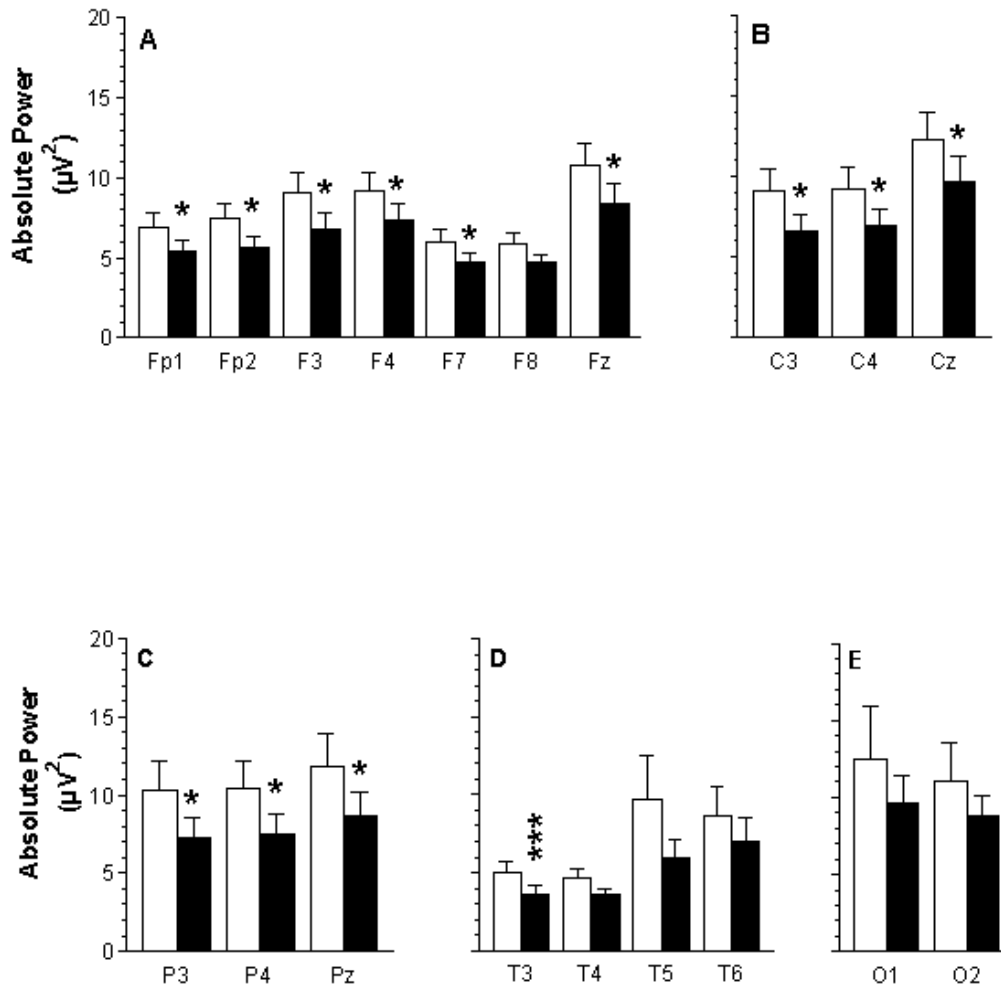 20
A
15
10
5
0
Absolute Power
(µV²)
*
*
*
*
*
*
Fp1 Fp2 F3 F4 F7 F8 Fz
B
*
*
*
C3 C4 Cz
20
C
15
10
5
0
Absolute Power
(µV²)
*
*
*
P3 P4 Pz
D
***
T3 T4 T5 T6
E
O1 O2